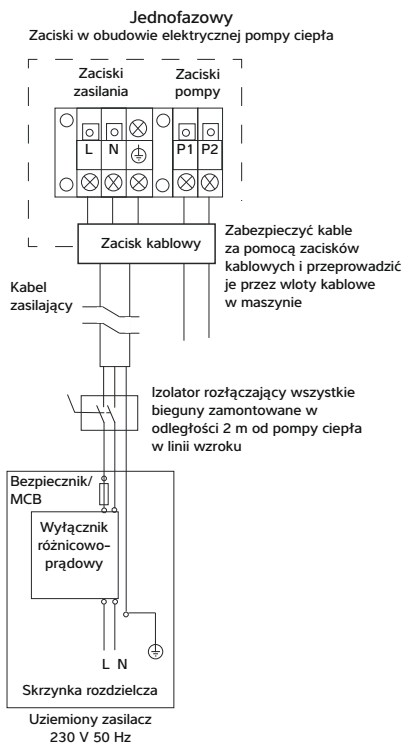 Jednofazowy
Zaciski w obudowie elektrycznej pompy ciepła
Zaciski
zasilania
Zaciski
pompy
L N P1 P2
Zacisk kablowy
Zabezpieczyć kable
za pomocą zacisków
kablowych i przeprowadzić
je przez wloty kablowe
w maszynie
Kabel
zasilający
Izolator rozłączający wszystkie
bieguny zamontowane w
odległości 2 m od pompy ciepła
w linii wzroku
Bezpiecznik/
MCB
Wyłącznik
różnicowo-
prądowy
L N
Skrzynka rozdzielcza
Uziemiony zasilacz
230 V 50 Hz